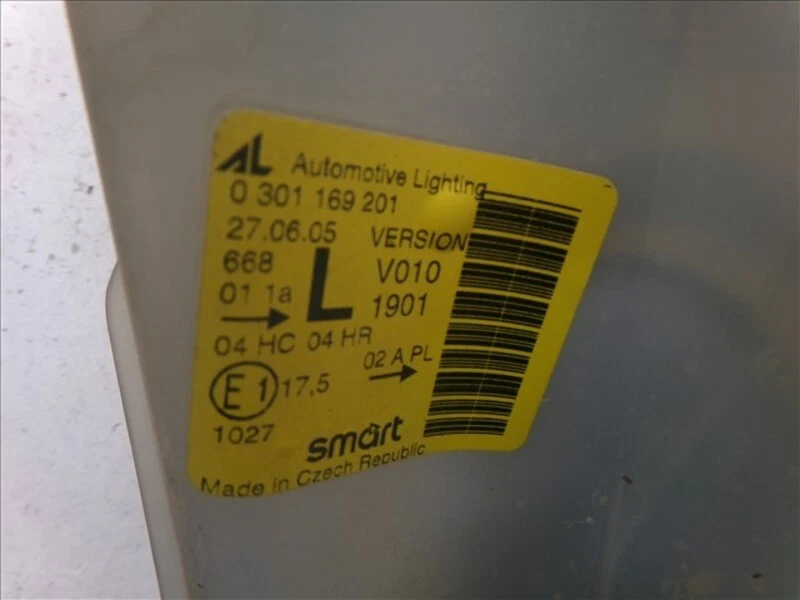 AL Automotive Lighting
0 301 169 201
27.06.05 VERSION
668 L V010
01 1a 1901
04 HC 04 HR
02 A PL
E1 17,5
1027 smart
Made in Czech Republic